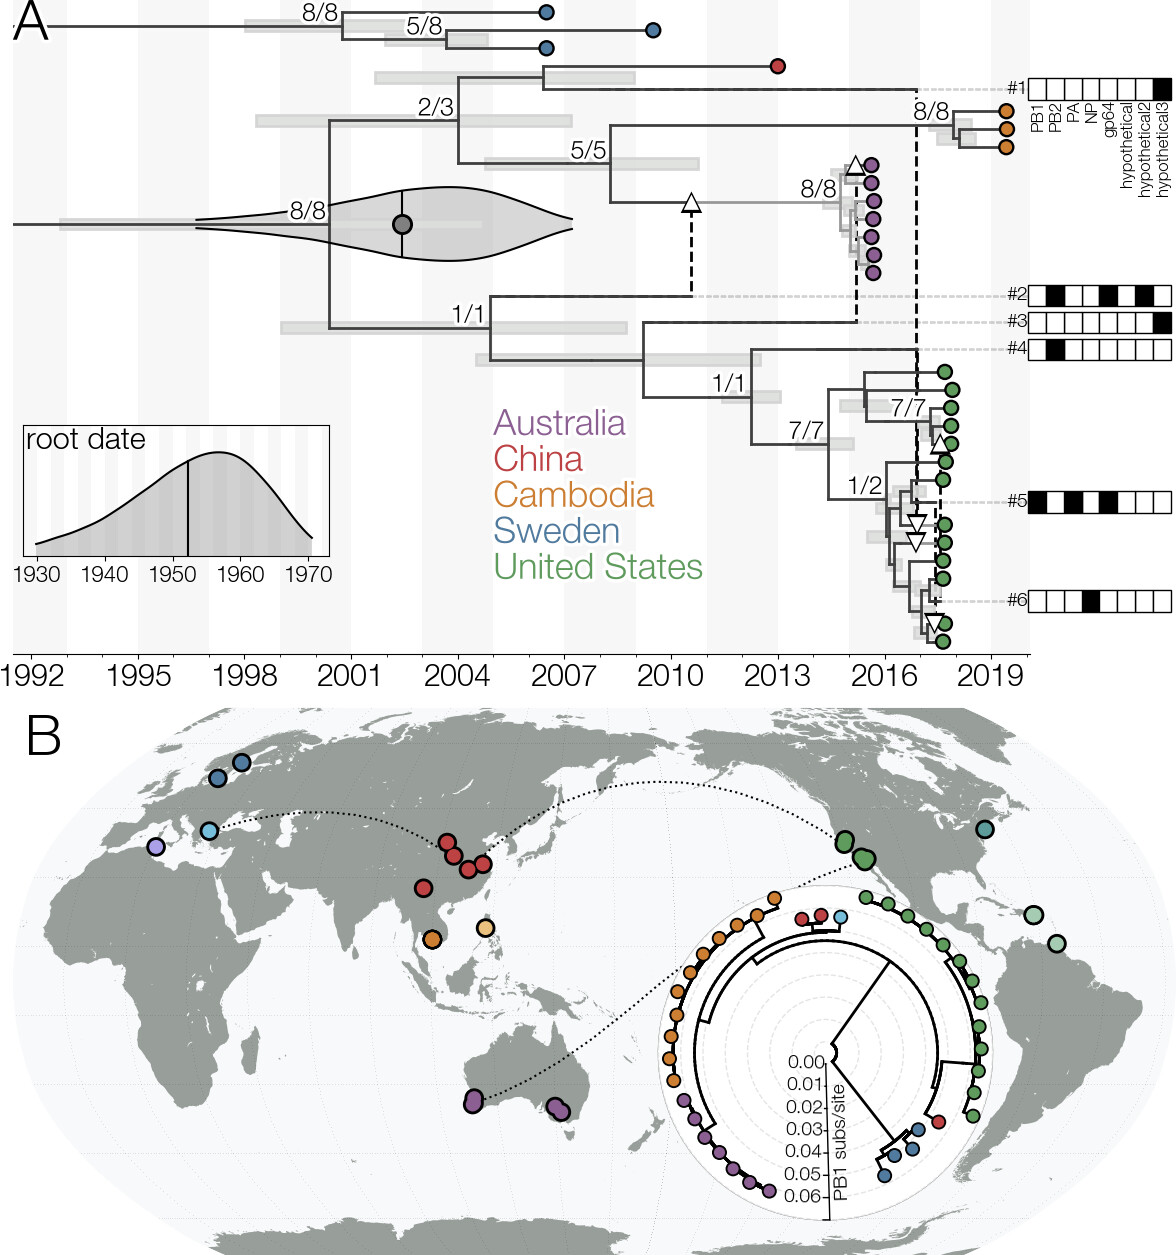 A
8/8
5/8
2/3
#1
8/8
PB1
PB2
PA
NP
gp64
hypothetical
hypothetical2
hypothetical3
5/5
8/8
8/8
#2
1/1
#3
#4
1/1
7/7
7/7
1/2
#5
#6
Australia
China
Cambodia
Sweden
United States
root date
1930 1940 1950 1960 1970
1992 1995 1998 2001 2004 2007 2010 2013 2016 2019
B
0.00
0.01
0.02
0.03
0.04
0.05
0.06
PB1 subs/site